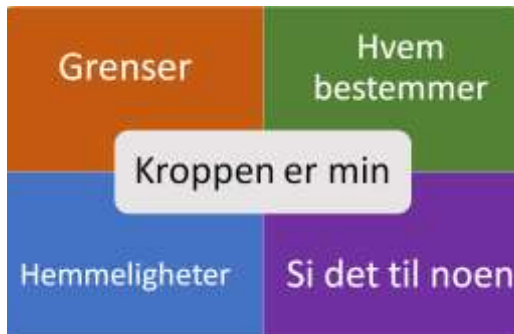 Grenser
Hvem
bestemmer
Kroppen er min
Hemmeligheter
Si det til noen